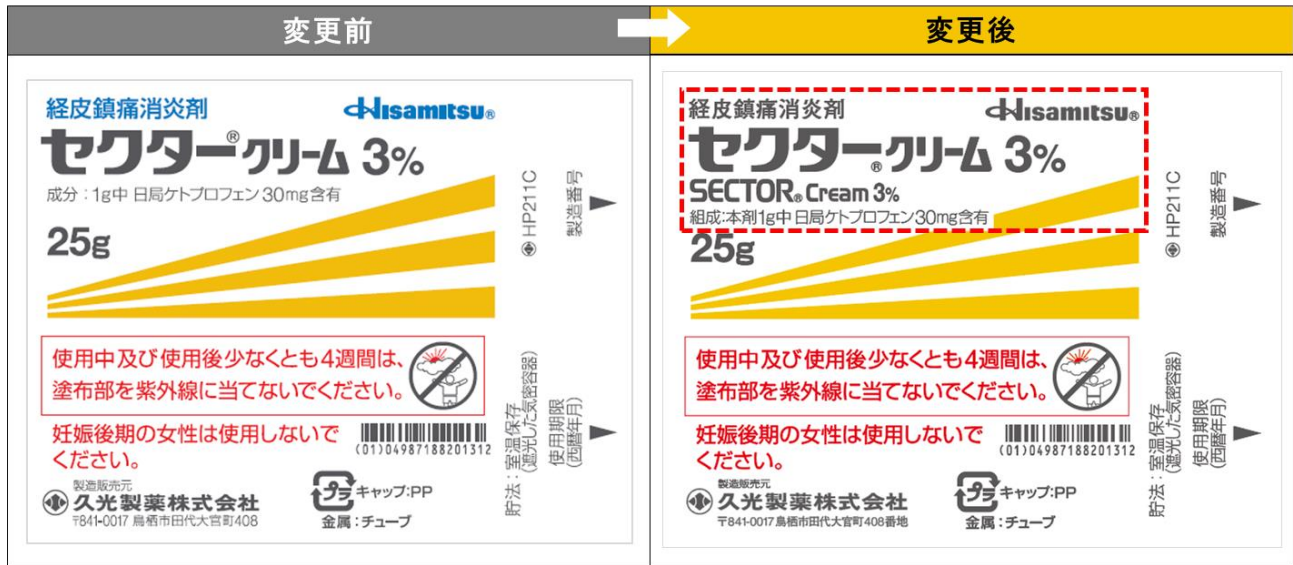 変更前
経皮鎮痛消炎剤
Hisamitsu®
セクター®クリーム 3%
成分：1g中 日局ケトプロフェン30mg含有
25g
HP211C
製造番号
使用中及び使用後少なくとも4週間は、
塗布部を紫外線に当てないでください。
妊娠後期の女性は使用しないで
ください。
(01)04987188201312
貯法：室温保存
(遮光した気密容器)
使用期限
(西暦年月)
製造販売元
久光製薬株式会社
〒841-0017 鳥栖市田代大官町408
プラ
キャップ:PP
金属：チューブ
変更後
経皮鎮痛消炎剤
Hisamitsu®
セクター®クリーム 3%
SECTOR® Cream 3%
組成:本剤1g中 日局ケトプロフェン30mg含有
25g
HP211C
製造番号
使用中及び使用後少なくとも4週間は、
塗布部を紫外線に当てないでください。
妊娠後期の女性は使用しないで
ください。
(01)04987188201312
貯法：室温保存
(遮光した気密容器)
使用期限
(西暦年月)
製造販売元
久光製薬株式会社
〒841-0017 鳥栖市田代大官町408番地
プラ
キャップ:PP
金属：チューブ